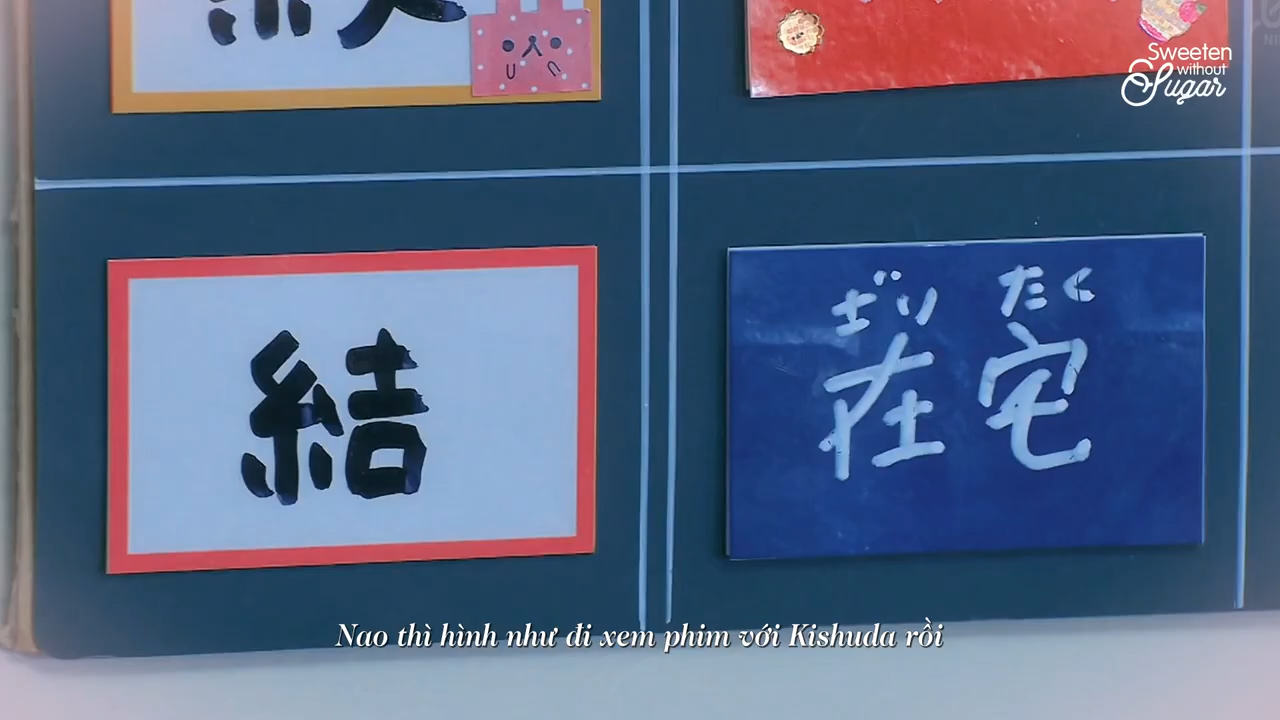 Sweeten
without
Sugar
結
ざい たく
在宅
Nao thì hình như đi xem phim với Kishuda rồi